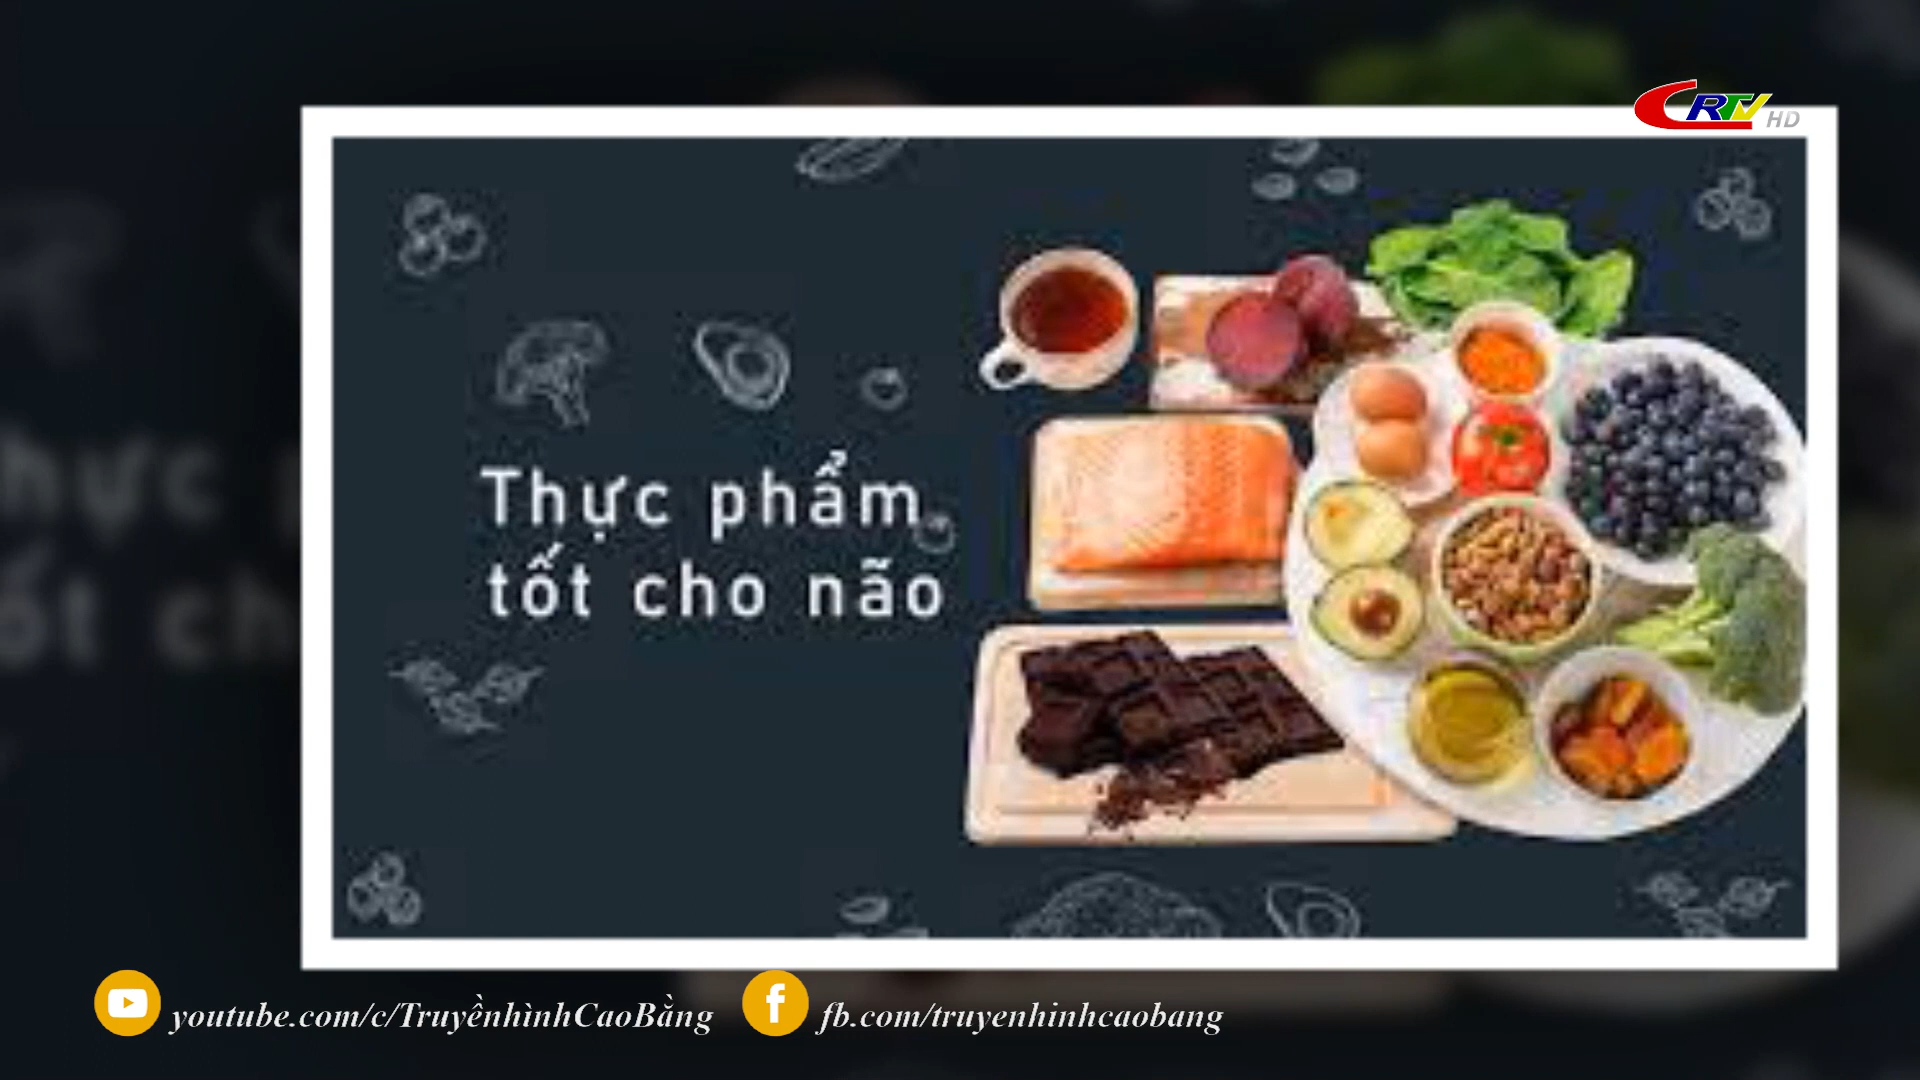 CRTV HD
Thực phẩm
tốt cho não
youtube.com/c/TruyềnhìnhCaoBằng
fb.com/truyenhinhcaobang